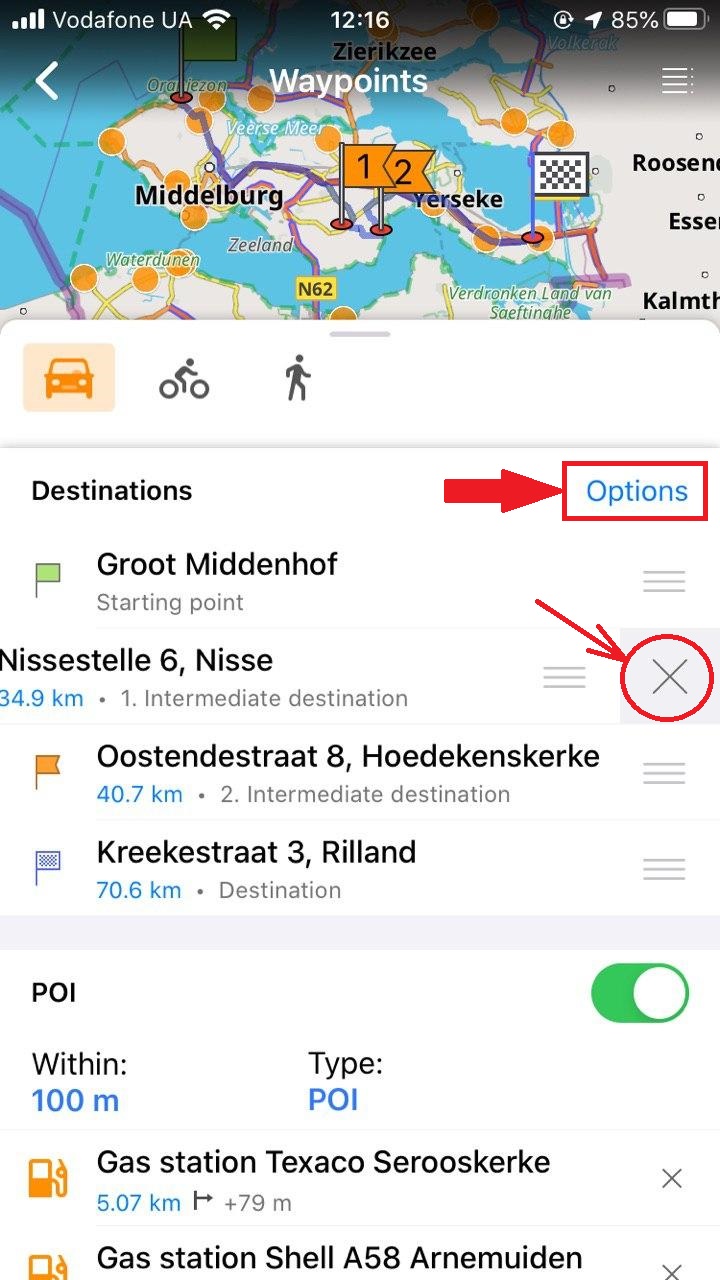 Vodafone UA
12:16
85%
Zierikzee
Volkerak
Oranjezon
Waypoints
Veerse Meer
1
2
Roosen
Middelburg
Yerseke
Esse
Zeeland
Waterdunen
N62
Verdronken Land van
Saeftinghe
Kalmth
Destinations
Options
Groot Middenhof
Starting point
Nissestelle 6, Nisse
34.9 km • 1. Intermediate destination
Oostendestraat 8, Hoedekenskerke
40.7 km • 2. Intermediate destination
Kreekestraat 3, Rilland
70.6 km • Destination
POI
Within:
Type:
100 m
POI
Gas station Texaco Serooskerke
5.07 km +79 m
Gas station Shell A58 Arnemuiden